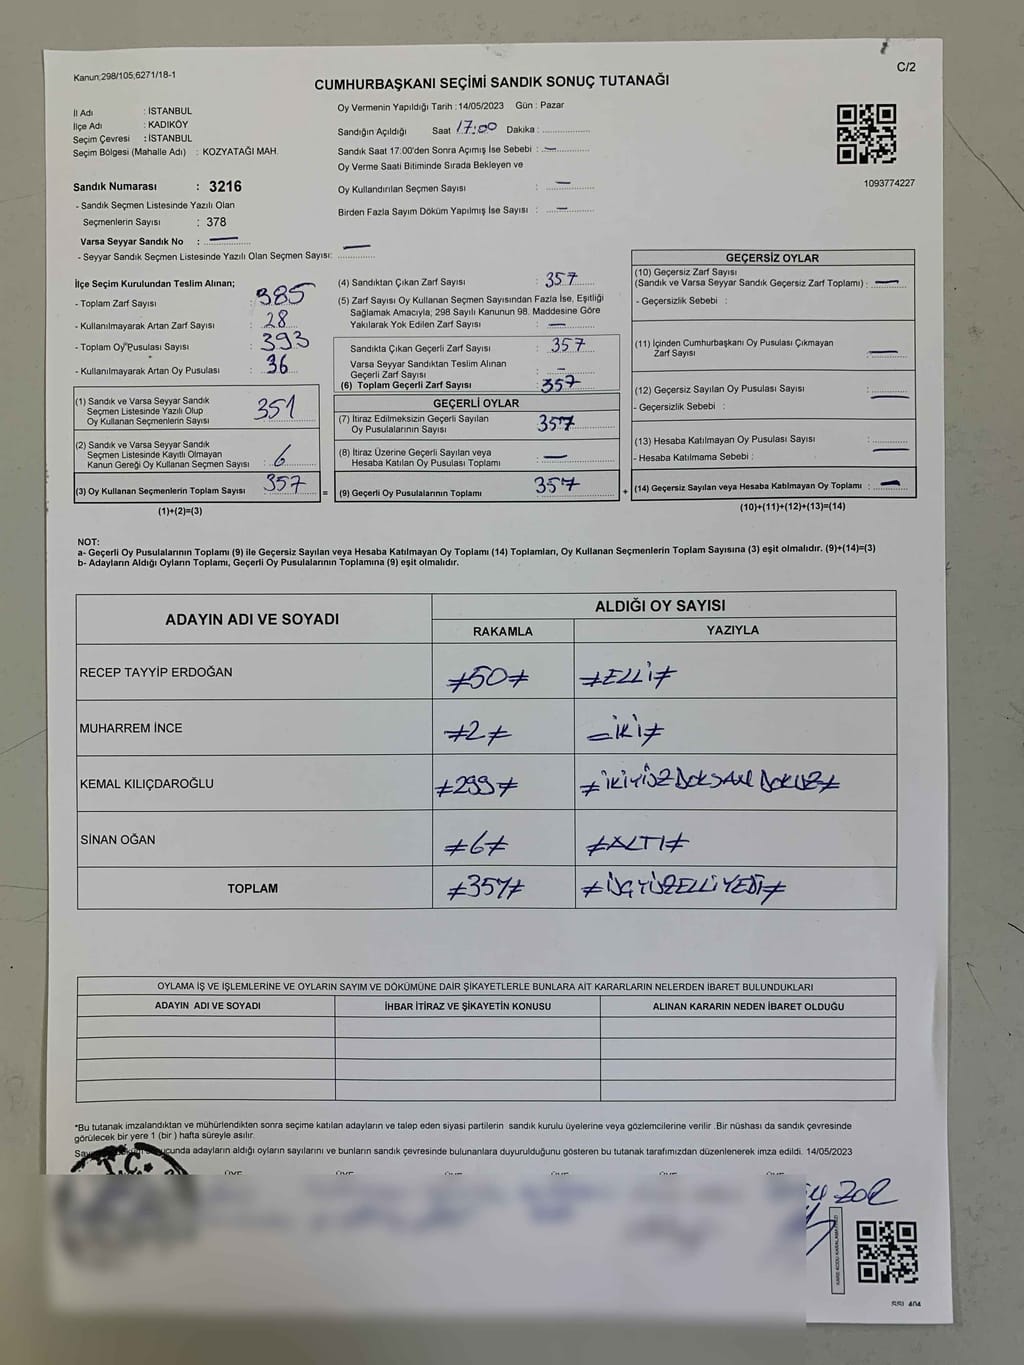 Kanun;298/105,6271/18-1
C/2
CUMHURBAŞKANI SEÇİMİ SANDIK SONUÇ TUTANAĞI
İl Adı : İSTANBUL
İlçe Adı : KADIKÖY
Seçim Çevresi : İSTANBUL
Seçim Bölgesi (Mahalle Adı) : KOZYATAĞI MAH.
Oy Vermenin Yapıldığı Tarih :14/05/2023 Gün : Pazar
Sandığın Açıldığı Saat 17:00 Dakika :
Sandık Saat 17:00'den Sonra Açımış İse Sebebi : —
Oy Verme Saati Bitiminde Sırada Bekleyen ve
Oy Kullandırılan Seçmen Sayısı : —
Birden Fazla Sayım Döküm Yapılmış İse Sayısı : —
1093774227
Sandık Numarası : 3216
- Sandık Seçmen Listesinde Yazılı Olan
Seçmenlerin Sayısı : 378
Varsa Seyyar Sandık No : —
- Seyyar Sandık Seçmen Listesinde Yazılı Olan Seçmen Sayısı: —
İlçe Seçim Kurulundan Teslim Alınan;
- Toplam Zarf Sayısı : 385
- Kullanılmayarak Artan Zarf Sayısı : 28
- Toplam Oy Pusulası Sayısı : 393
- Kullanılmayarak Artan Oy Pusulası : 36
(1) Sandık ve Varsa Seyyar Sandık
Seçmen Listesinde Yazılı Olup
Oy Kullanan Seçmenlerin Sayısı : 351
(2) Sandık ve Varsa Seyyar Sandık
Seçmen Listesinde Kayıtlı Olmayan
Kanun Gereği Oy Kullanan Seçmen Sayısı : 6
(3) Oy Kullanan Seçmenlerin Toplam Sayısı : 357
(1)+(2)=(3)
=
(4) Sandıktan Çıkan Zarf Sayısı : 357
(5) Zarf Sayısı Oy Kullanan Seçmen Sayısından Fazla İse, Eşitliği
Sağlamak Amacıyla; 298 Sayılı Kanunun 98. Maddesine Göre
Yakılarak Yok Edilen Zarf Sayısı : —
Sandıkta Çıkan Geçerli Zarf Sayısı : 357
Varsa Seyyar Sandıktan Teslim Alınan
Geçerli Zarf Sayısı : —
(6) Toplam Geçerli Zarf Sayısı : 357
GEÇERLİ OYLAR
(7) İtiraz Edilmeksizin Geçerli Sayılan
Oy Pusulalarının Sayısı : 357
(8) İtiraz Üzerine Geçerli Sayılan veya
Hesaba Katılan Oy Pusulası Toplamı : —
(9) Geçerli Oy Pusulalarının Toplamı : 357
+
GEÇERSİZ OYLAR
(10) Geçersiz Zarf Sayısı
(Sandık ve Varsa Seyyar Sandık Geçersiz Zarf Toplamı) : —
- Geçersizlik Sebebi :
(11) İçinden Cumhurbaşkanı Oy Pusulası Çıkmayan
Zarf Sayısı : —
(12) Geçersiz Sayılan Oy Pusulası Sayısı : —
- Geçersizlik Sebebi :
(13) Hesaba Katılmayan Oy Pusulası Sayısı : —
- Hesaba Katılmama Sebebi :
(14) Geçersiz Sayılan veya Hesaba Katılmayan Oy Toplamı : —
(10)+(11)+(12)+(13)=(14)
NOT:
a- Geçerli Oy Pusulalarının Toplamı (9) ile Geçersiz Sayılan veya Hesaba Katılmayan Oy Toplamı (14) Toplamları, Oy Kullanan Seçmenlerin Toplam Sayısına (3) eşit olmalıdır. (9)+(14)=(3)
b- Adayların Aldığı Oyların Toplamı, Geçerli Oy Pusulalarının Toplamına (9) eşit olmalıdır.
ADAYIN ADI VE SOYADI
ALDIĞI OY SAYISI
RAKAMLA YAZIYLA
RECEP TAYYİP ERDOĞAN ≠50≠ ≠ELLİ≠
MUHARREM İNCE ≠2≠ =İKİ≠
KEMAL KILIÇDAROĞLU ≠299≠ ≠İKİYÜZ DOKSAN DOKUZ≠
SİNAN OĞAN ≠6≠ ≠ALTI≠
TOPLAM ≠357≠ ≠ÜÇYÜZELLİYEDİ≠
OYLAMA İŞ VE İŞLEMLERİNE VE OYLARIN SAYIM VE DÖKÜMÜNE DAİR ŞİKAYETLERLE BUNLARA AİT KARARLARIN NELERDEN İBARET BULUNDUKLARI
ADAYIN ADI VE SOYADI İHBAR İTİRAZ VE ŞİKAYETİN KONUSU ALINAN KARARIN NEDEN İBARET OLDUĞU
*Bu tutanak imzalandıktan ve mühürlendikten sonra seçime katılan adayların ve talep eden siyasi partilerin sandık kurulu üyelerine veya gözlemcilerine verilir .Bir nüshası da sandık çevresinde
görülecek bir yere 1 (bir ) hafta süreyle asılır.
ucunda adayların aldığı oyların sayılarını ve bunların sandık çevresinde bulunanlara duyurulduğunu gösteren bu tutanak tarafımızdan düzenlenerek imza edildi. 14/05/2023
T.C.
ZOR